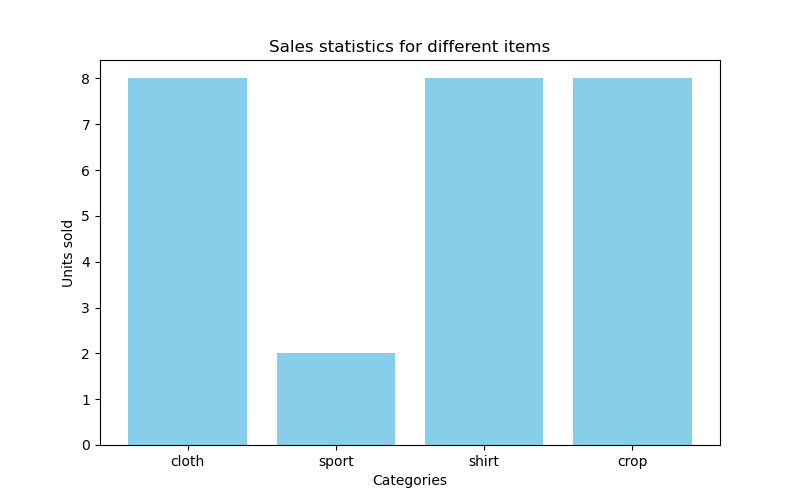 Sales statistics for different items
8
7
6
5
4
3
2
1
0
Units sold
cloth sport shirt crop
Categories